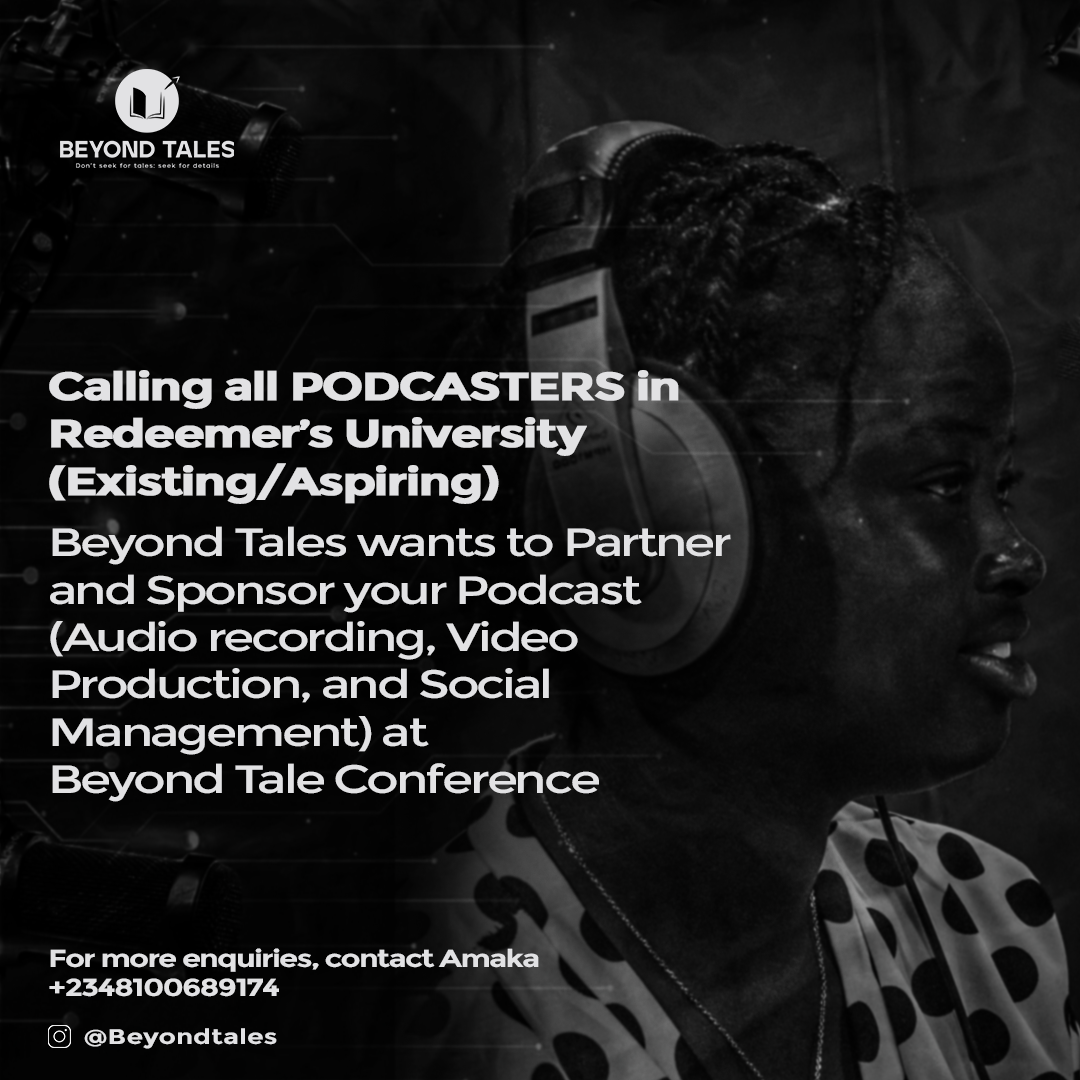 BEYOND TALES
Don't seek for tales; seek for details
Calling all PODCASTERS in
Redeemer's University
(Existing/Aspiring)
Beyond Tales wants to Partner
and Sponsor your Podcast
(Audio recording, Video
Production, and Social
Management) at
Beyond Tale Conference
For more enquiries, contact Amaka
+2348100689174
@Beyondtales